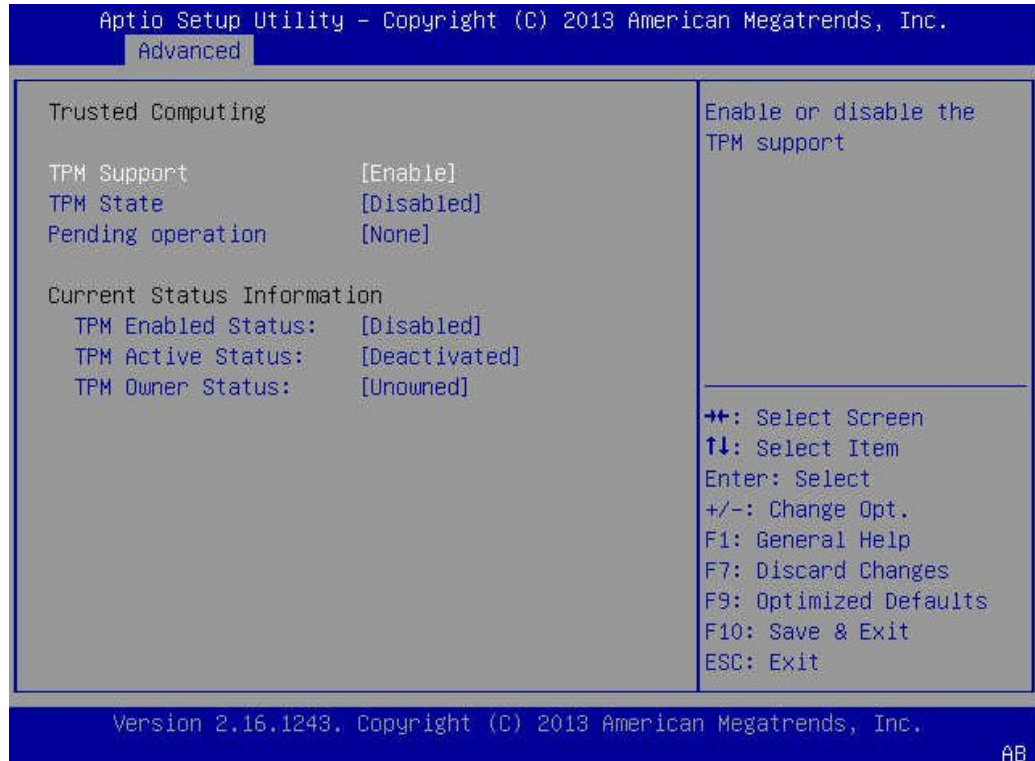 Aptio Setup Utility – Copyright (C) 2013 American Megatrends, Inc.
Advanced
Trusted Computing
TPM Support [Enable]
TPM State [Disabled]
Pending operation [None]
Current Status Information
TPM Enabled Status: [Disabled]
TPM Active Status: [Deactivated]
TPM Owner Status: [Unowned]
Enable or disable the
TPM support
→←: Select Screen
↑↓: Select Item
Enter: Select
+/-: Change Opt.
F1: General Help
F7: Discard Changes
F9: Optimized Defaults
F10: Save & Exit
ESC: Exit
Version 2.16.1243. Copyright (C) 2013 American Megatrends, Inc.
AB